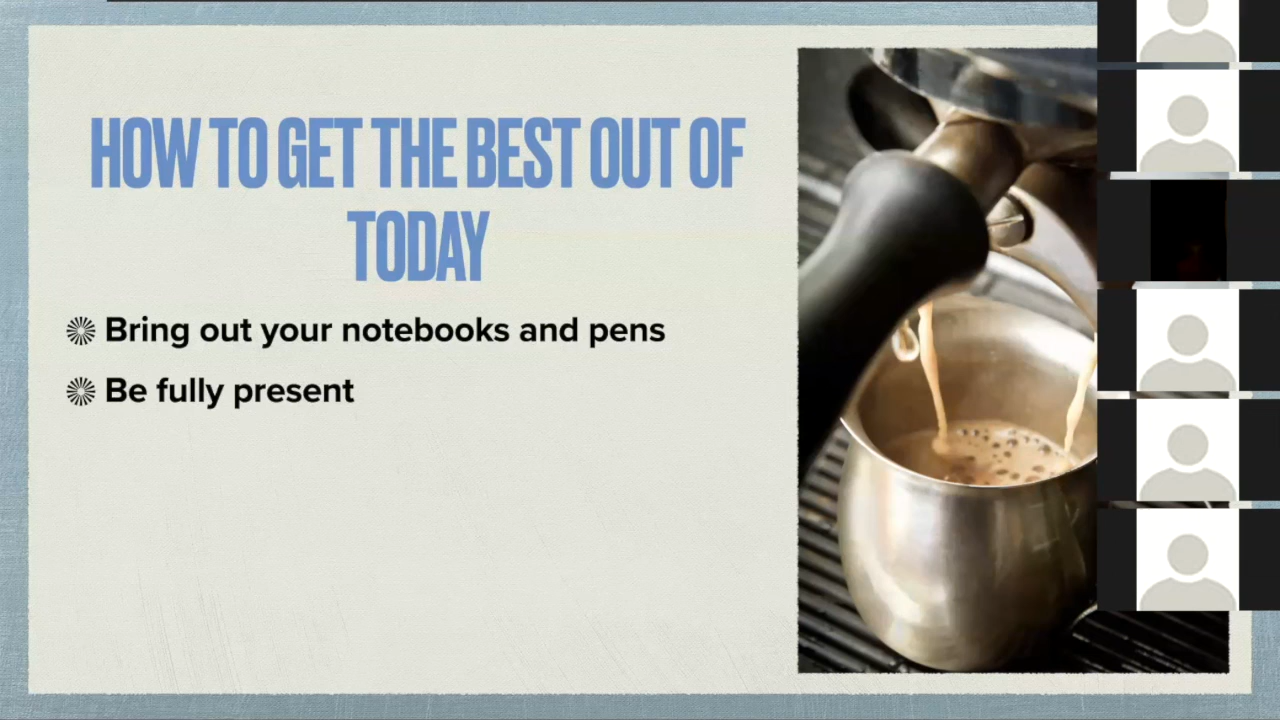 HOW TO GET THE BEST OUT OF
TODAY
Bring out your notebooks and pens
Be fully present